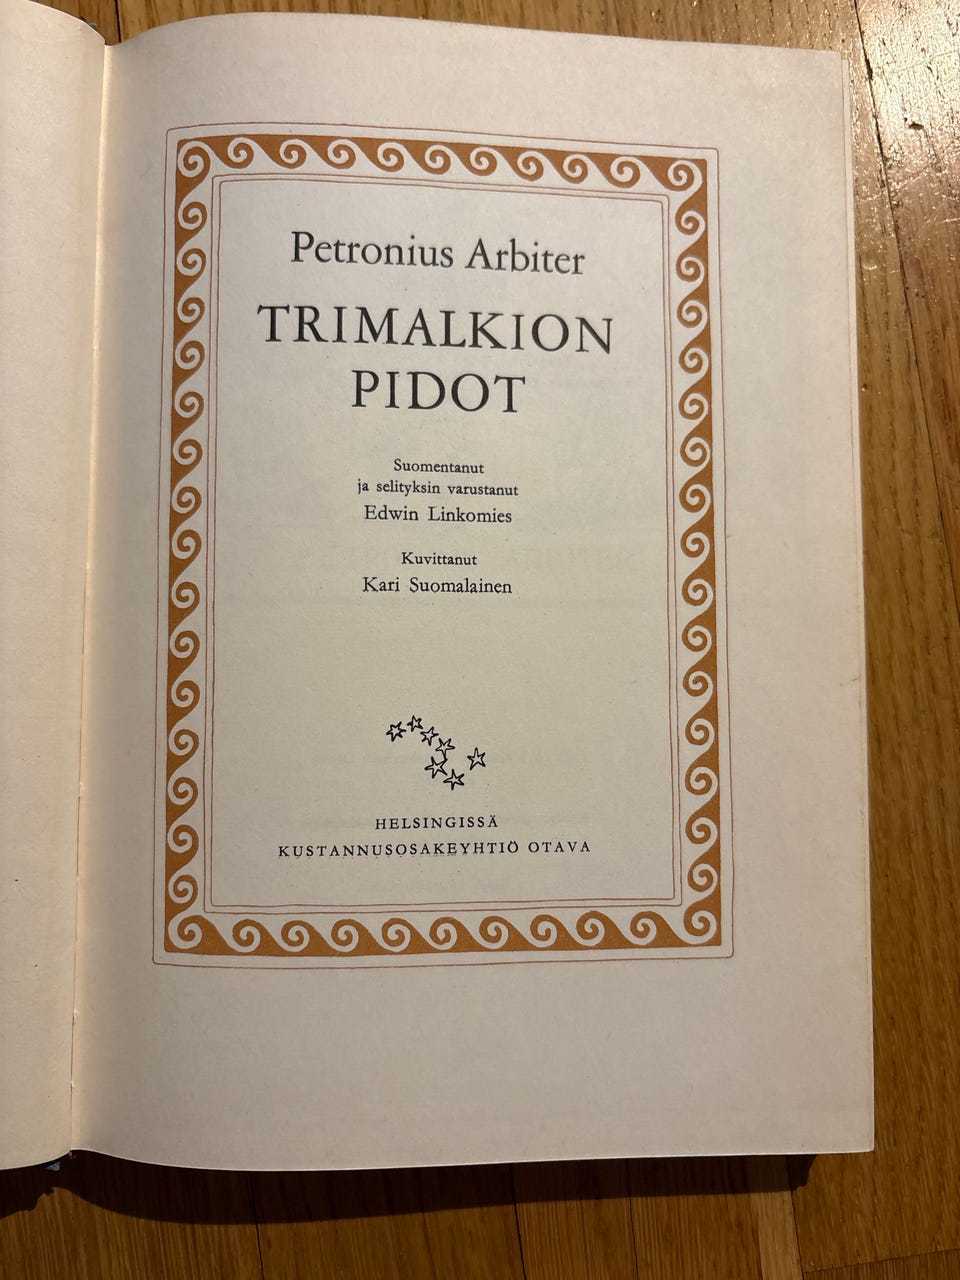 Petronius Arbiter
TRIMALKION
PIDOT
Suomentanut
ja selityksin varustanut
Edwin Linkomies
Kuvittanut
Kari Suomalainen
HELSINGISSÄ
KUSTANNUSOSAKEYHTIÖ OTAVA